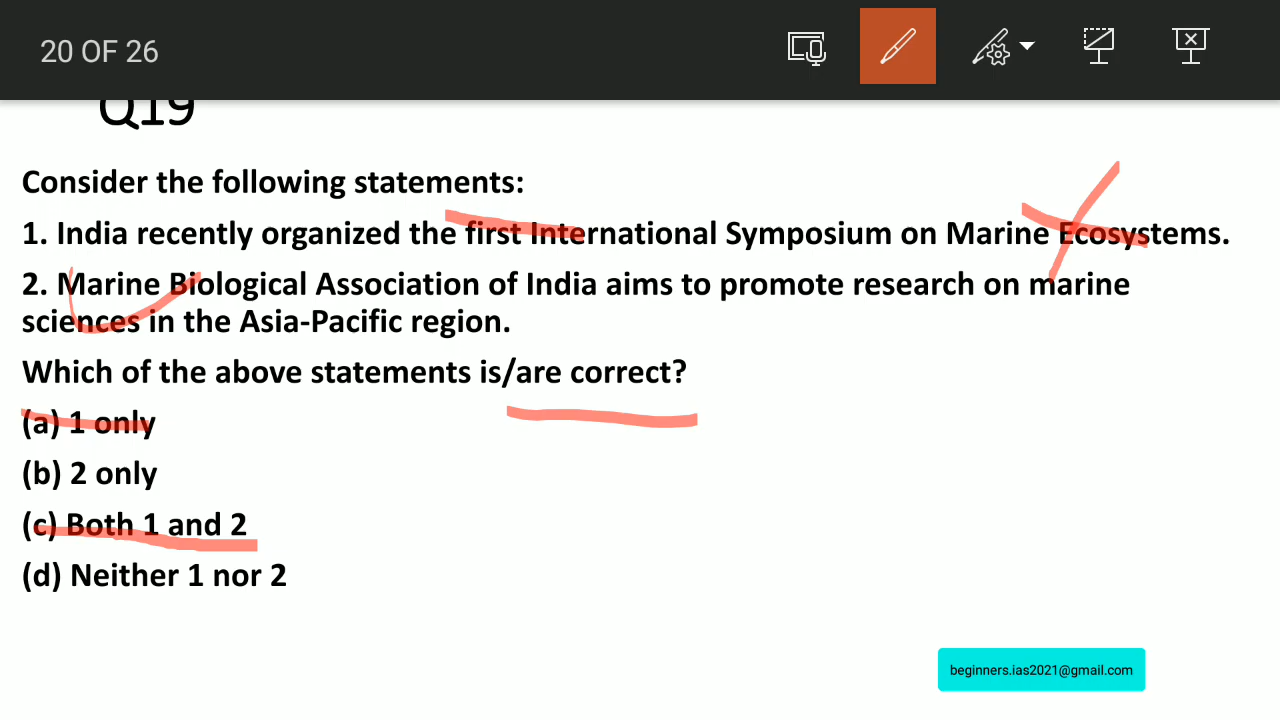 20 OF 26
Q19
Consider the following statements:
1. India recently organized the first International Symposium on Marine Ecosystems.
2. Marine Biological Association of India aims to promote research on marine
sciences in the Asia-Pacific region.
Which of the above statements is/are correct?
(a) 1 only
(b) 2 only
(c) Both 1 and 2
(d) Neither 1 nor 2
beginners.ias2021@gmail.com